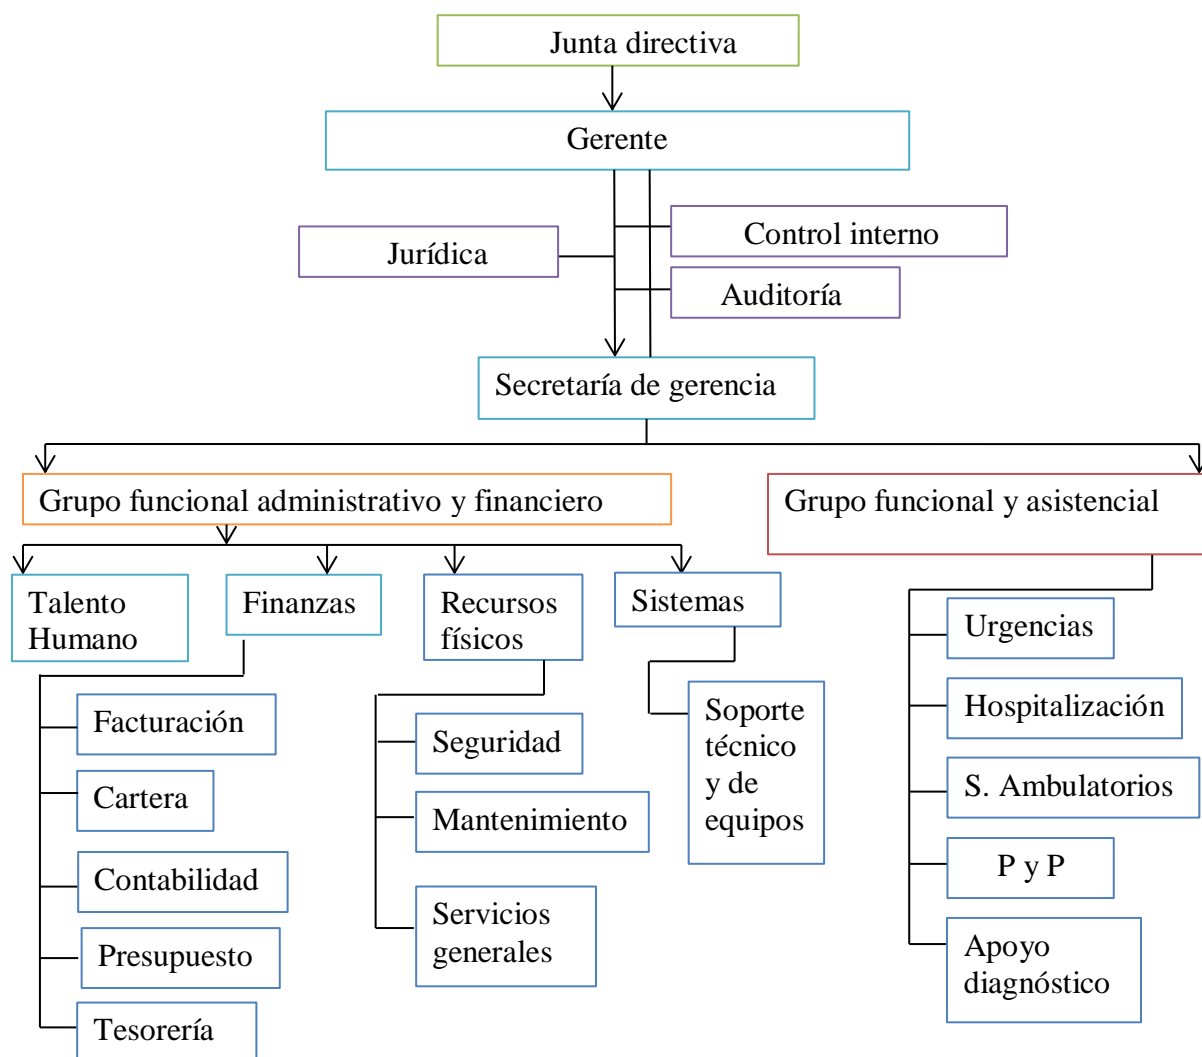 Junta directiva
Gerente
Control interno
Jurídica
Auditoría
Secretaría de gerencia
Grupo funcional administrativo y financiero
Grupo funcional y asistencial
Talento
Humano
Finanzas
Recursos
físicos
Sistemas
Facturación
Cartera
Contabilidad
Presupuesto
Tesorería
Seguridad
Mantenimiento
Servicios
generales
Soporte
técnico
y de
equipos
Urgencias
Hospitalización
S. Ambulatorios
P y P
Apoyo
diagnóstico